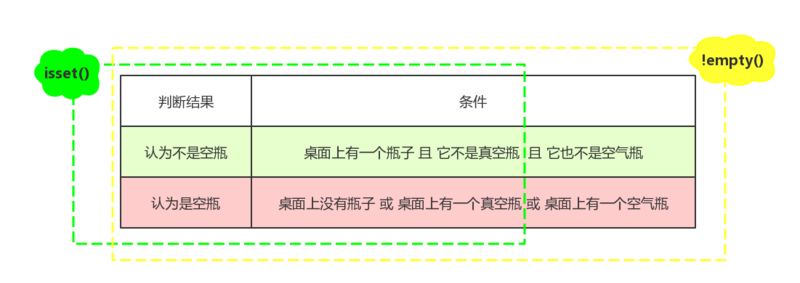 isset()
!empty()
判断结果 条件
认为不是空瓶 桌面上有一个瓶子 且 它不是真空瓶 且 它也不是空气瓶
认为是空瓶 桌面上没有瓶子 或 桌面上有一个真空瓶 或 桌面上有一个空气瓶